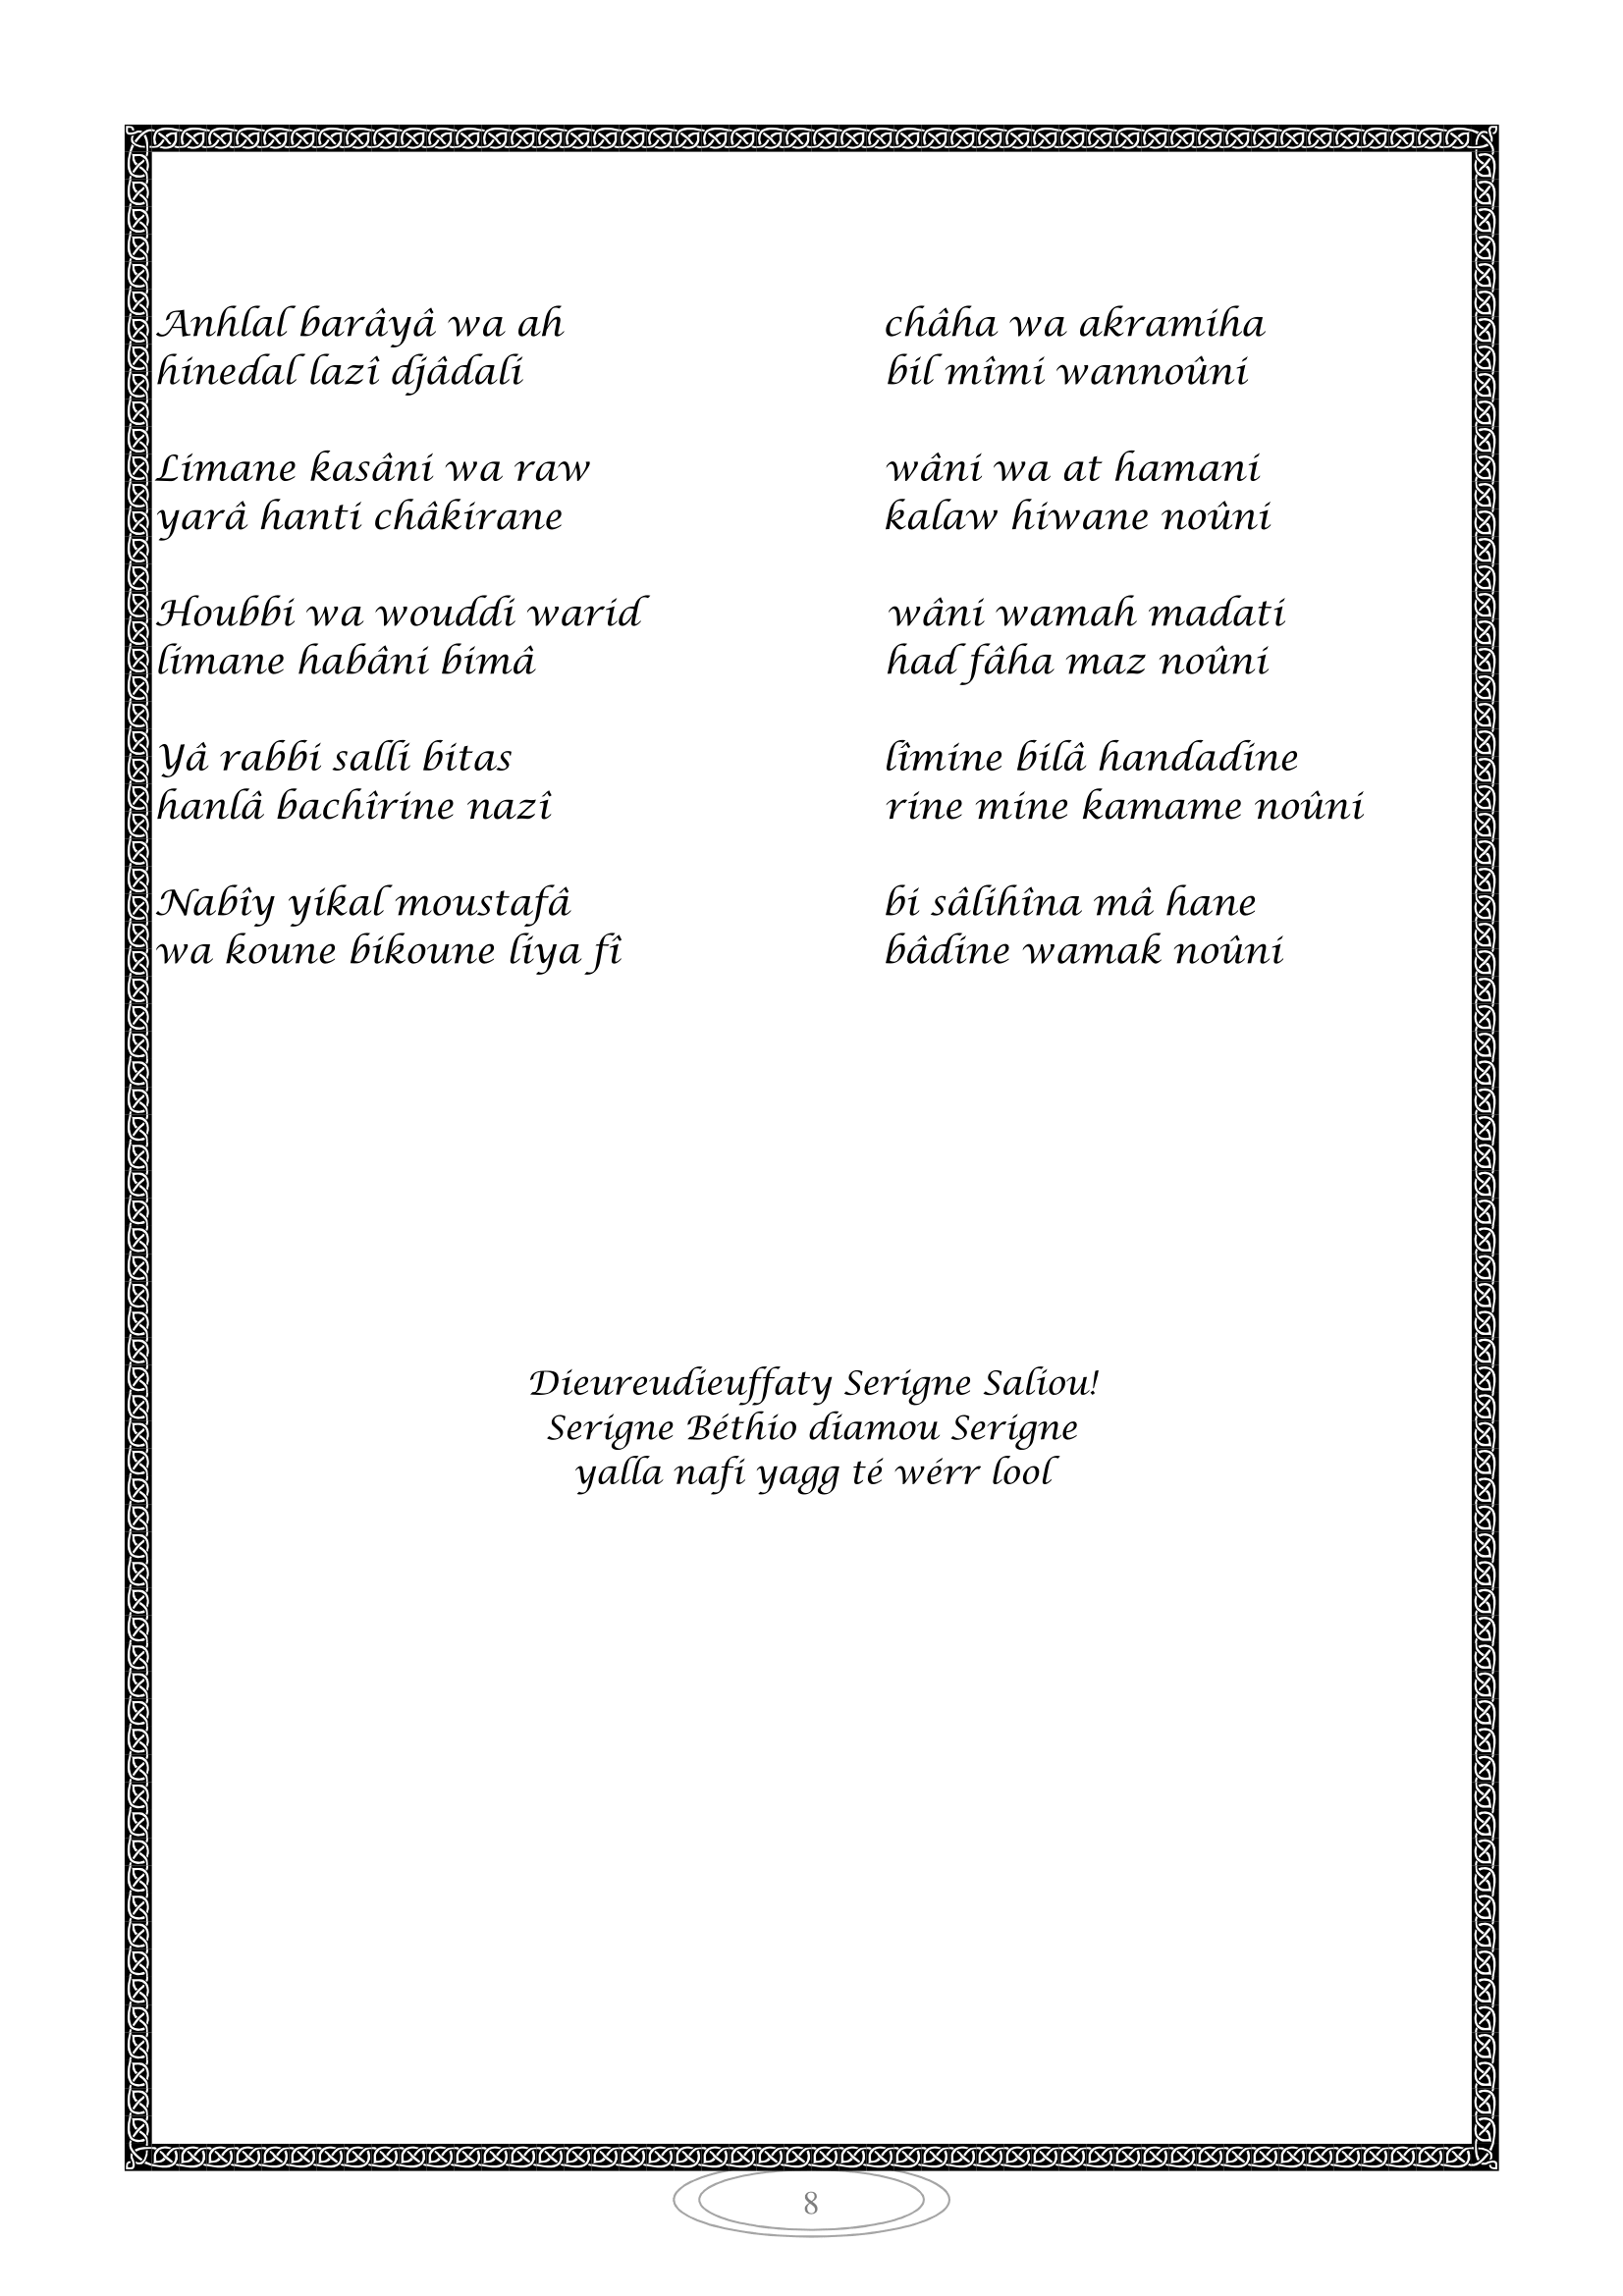 Anhlal barâyâ wa ah châha wa akramiha
hinedal lazî djâdali bil mîmi wannoûni
Limane kasâni wa raw wâni wa at hamani
yarâ hanti châkirane kalaw hiwane noûni
Houbbi wa wouddi warid wâni wamah madati
limane habâni bimâ had fâha maz noûni
Yâ rabbi salli bitas lîmine bilâ handadine
hanlâ bachîrine nazî rine mine kamame noûni
Nabîy yikal moustafâ bi sâlihîna mâ hane
wa koune bikoune liya fî bâdine wamak noûni
Dieureudieuffaty Serigne Saliou!
Serigne Béthio diamou Serigne
yalla nafi yagg té wérr lool
8